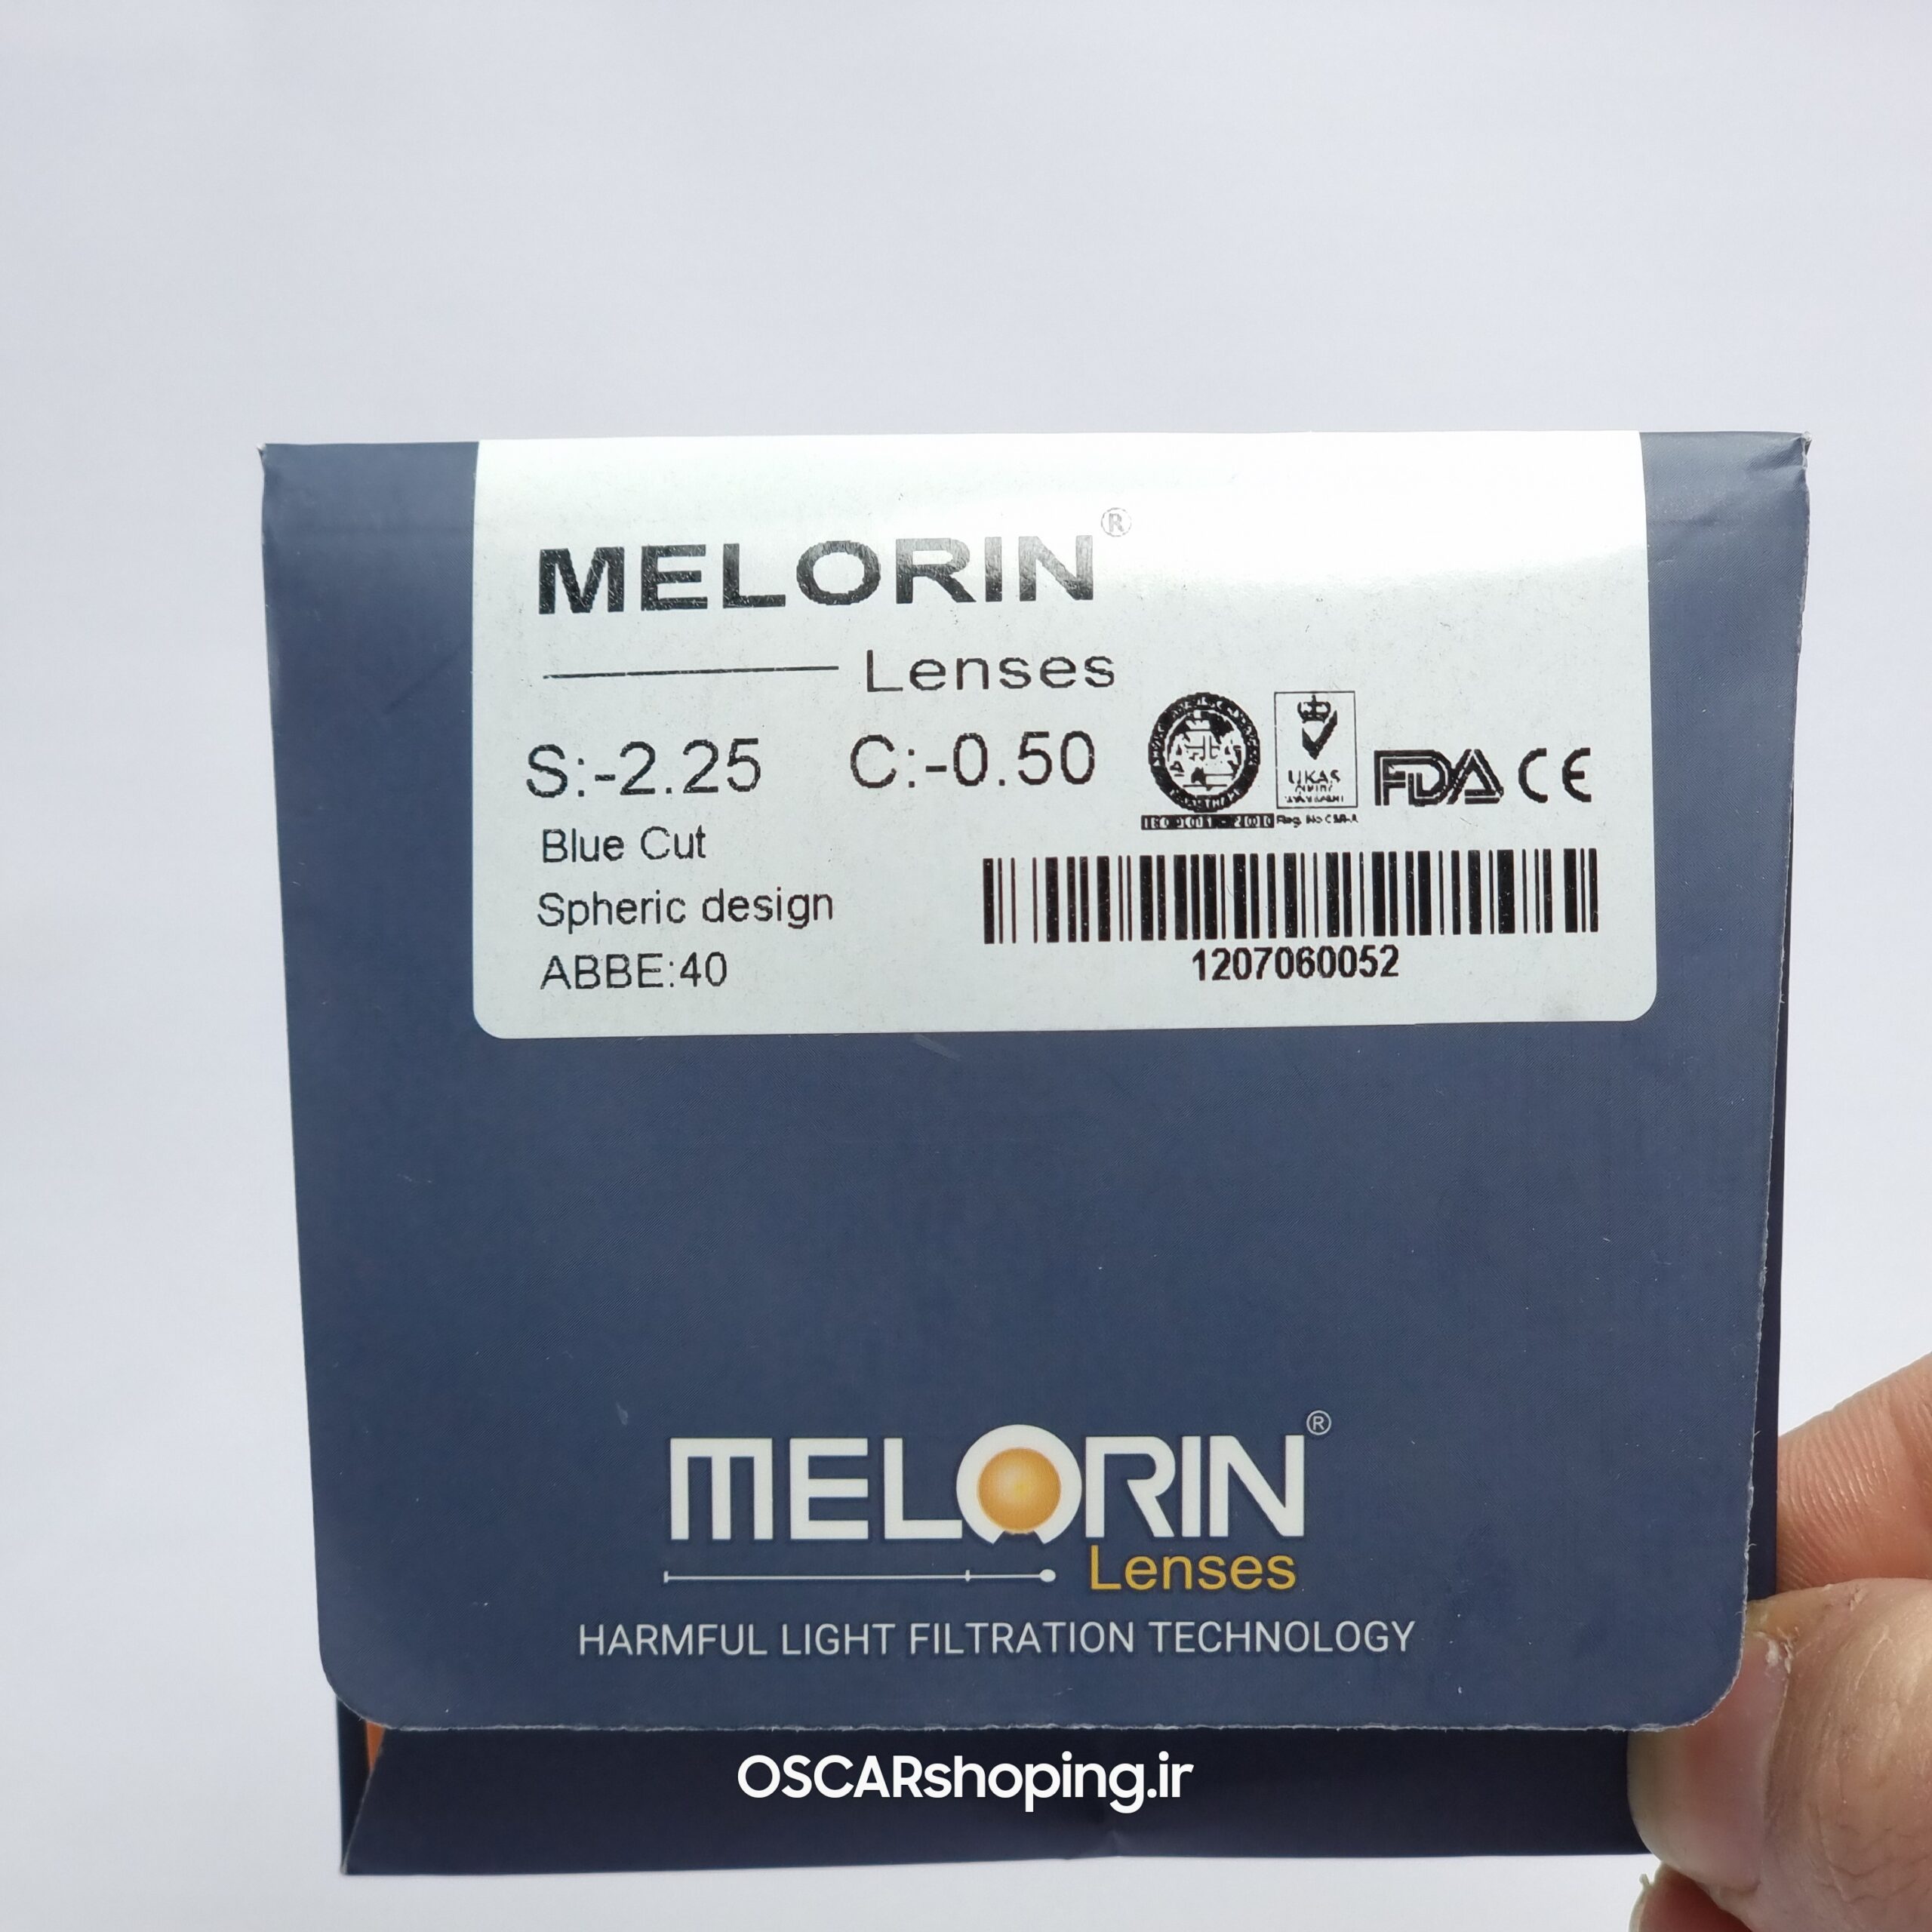 MELORIN®
Lenses
S:-2.25 C:-0.50
UKAS
FDA CE
Blue Cut
Spheric design
ABBE:40
1207060052
MELORIN®
Lenses
HARMFUL LIGHT FILTRATION TECHNOLOGY
OSCARshoping.ir